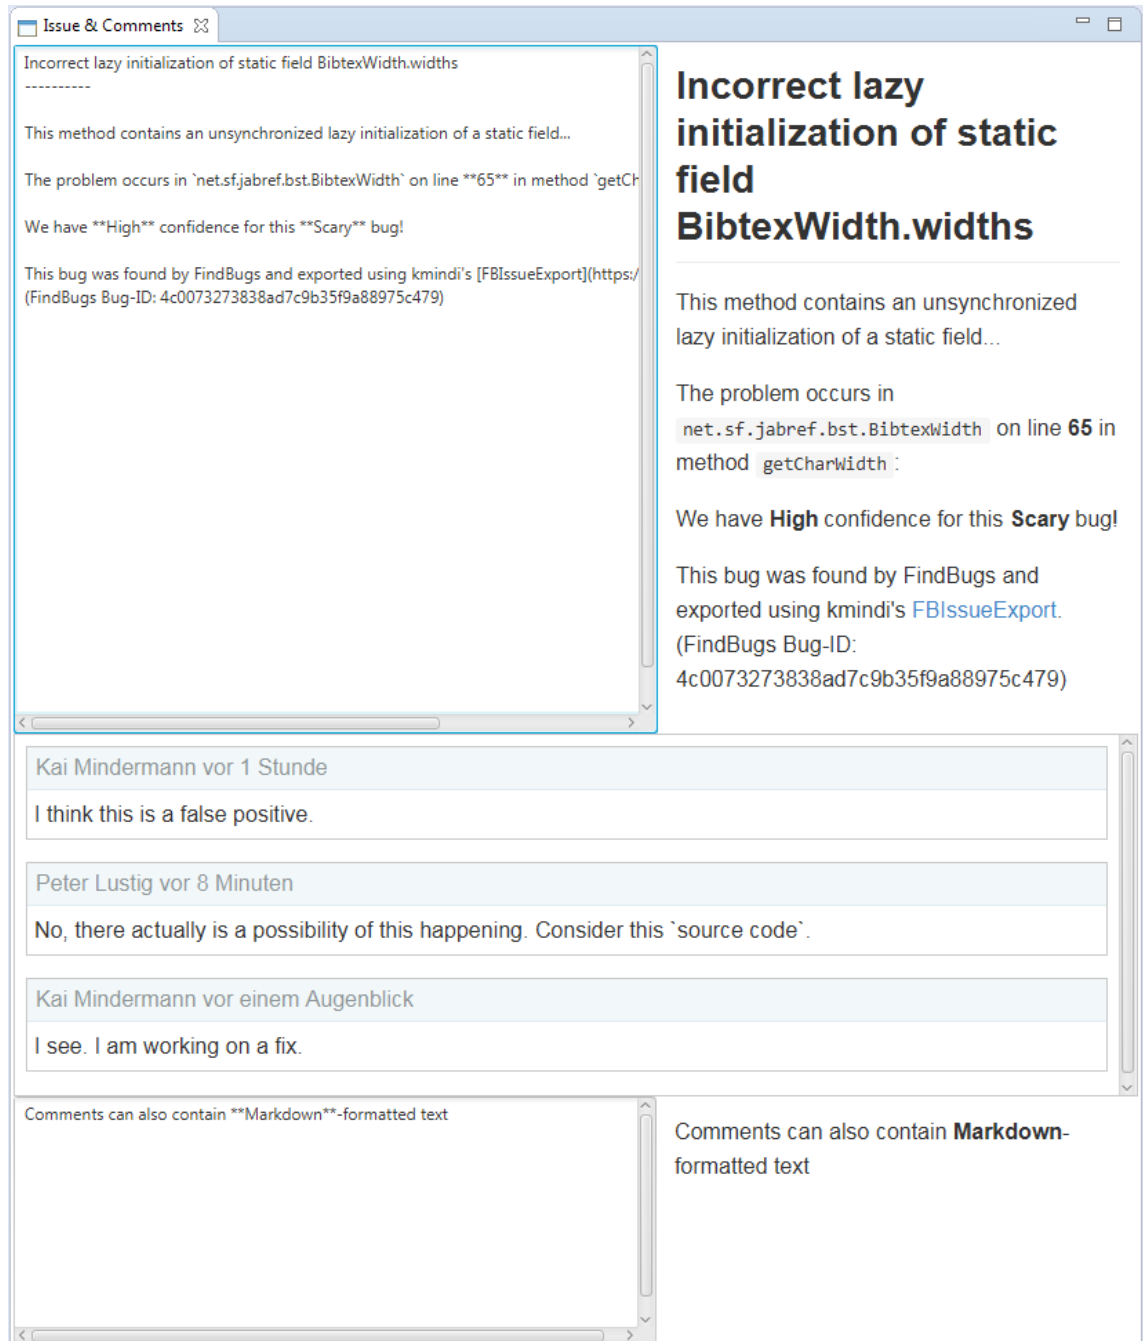 Issue & Comments
Incorrect lazy initialization of static field BibtexWidth.widths
----------
This method contains an unsynchronized lazy initialization of a static field...
The problem occurs in `net.sf.jabref.bst.BibtexWidth` on line **65** in method `getCh
We have **High** confidence for this **Scary** bug!
This bug was found by FindBugs and exported using kmindi's [FBIssueExport](https:/
(FindBugs Bug-ID: 4c0073273838ad7c9b35f9a88975c479)
Incorrect lazy
initialization of static
field
BibtexWidth.widths
This method contains an unsynchronized
lazy initialization of a static field...
The problem occurs in
net.sf.jabref.bst.BibtexWidth on line 65 in
method getCharWidth :
We have High confidence for this Scary bug!
This bug was found by FindBugs and
exported using kmindi's FBIssueExport.
(FindBugs Bug-ID:
4c0073273838ad7c9b35f9a88975c479)
Kai Mindermann vor 1 Stunde
I think this is a false positive.
Peter Lustig vor 8 Minuten
No, there actually is a possibility of this happening. Consider this `source code`.
Kai Mindermann vor einem Augenblick
I see. I am working on a fix.
Comments can also contain **Markdown**-formatted text
Comments can also contain Markdown-
formatted text